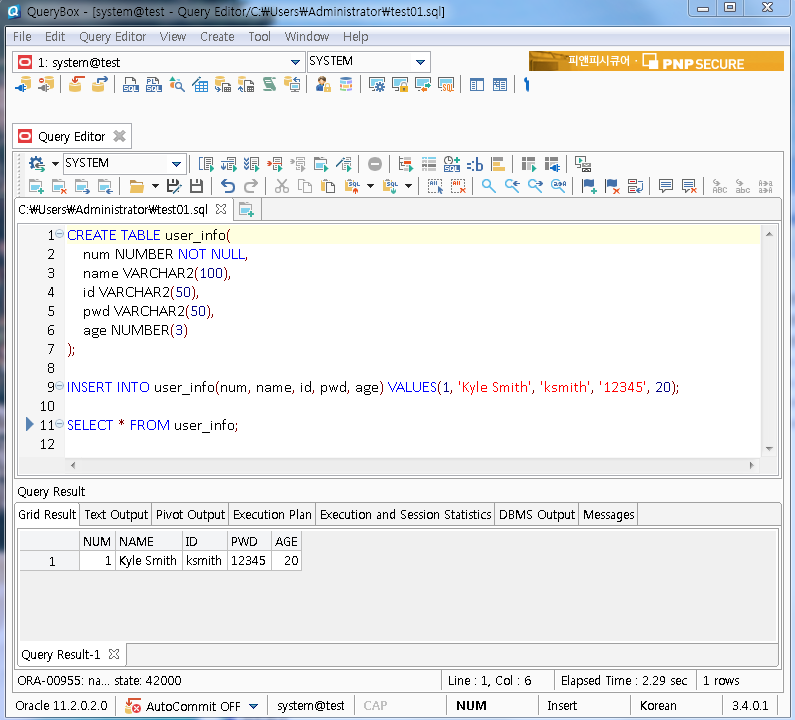 QueryBox - [system@test - Query Editor/C:\Users\Administrator\test01.sql]
File Edit Query Editor View Create Tool Window Help
1: system@test SYSTEM 피앤피시큐어 · PNP SECURE
Query Editor
SYSTEM
C:₩Users₩Administrator₩test01.sql
1 CREATE TABLE user_info(
2 num NUMBER NOT NULL,
3 name VARCHAR2(100),
4 id VARCHAR2(50),
5 pwd VARCHAR2(50),
6 age NUMBER(3)
7 );
8
9 INSERT INTO user_info(num, name, id, pwd, age) VALUES(1, 'Kyle Smith', 'ksmith', '12345', 20);
10
11 SELECT * FROM user_info;
12
Query Result
Grid Result Text Output Pivot Output Execution Plan Execution and Session Statistics DBMS Output Messages
NUM NAME ID PWD AGE
1 1 Kyle Smith ksmith 12345 20
Query Result-1
ORA-00955: na... state: 42000 Line : 1, Col : 6 Elapsed Time : 2.29 sec 1 rows
Oracle 11.2.0.2.0 AutoCommit OFF system@test CAP NUM Insert Korean 3.4.0.1